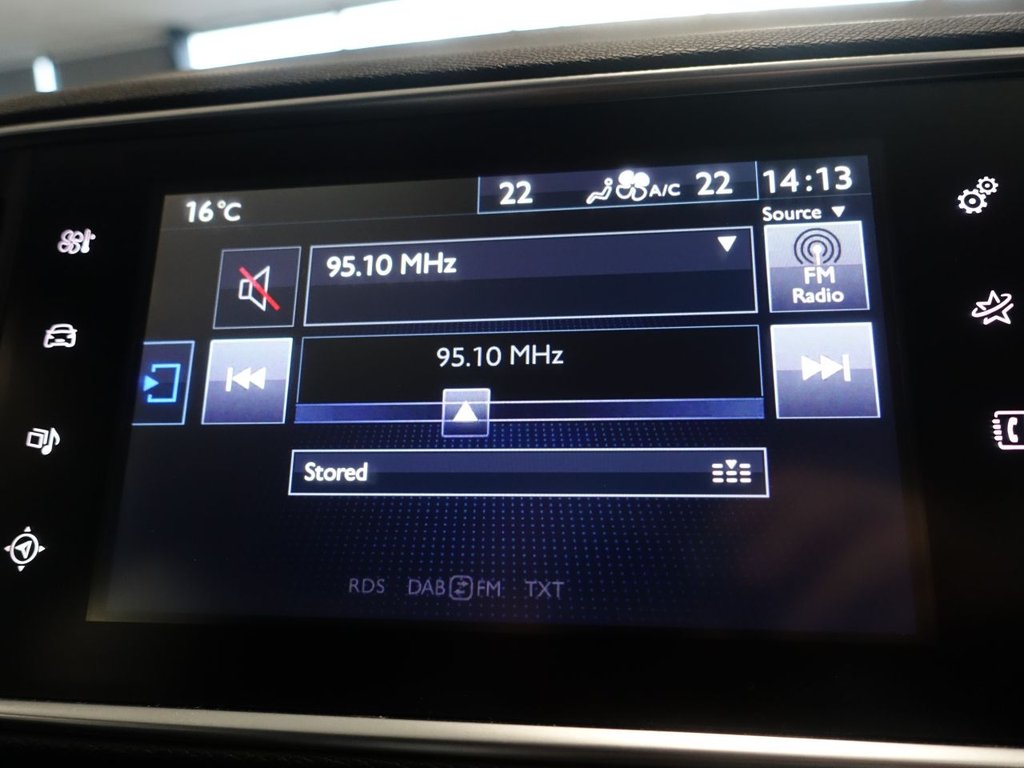 16°C
22 A/C 22
14:13
Source
95.10 MHz
FM
Radio
95.10 MHz
Stored
RDS DAB FM TXT